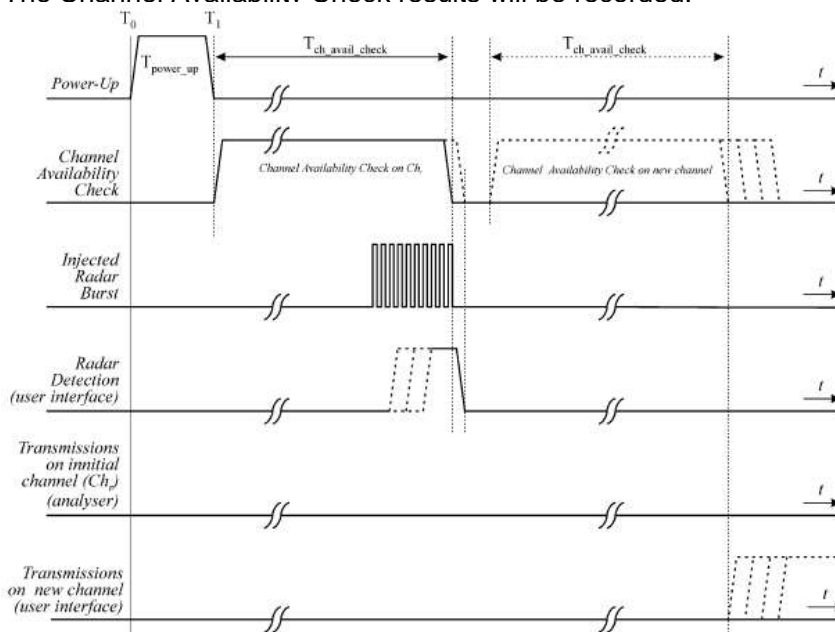 The Channel Availability Check results will be recorded.
T0 T1
Tch_avail_check Tch_avail_check
Tpower_up
Power-Up
t
Channel
Availability
Check
Channel Availability Check on Chr
Channel Availability Check on new channel
t
Injected
Radar
Burst
t
Radar
Detection
(user interface)
t
Transmissions
on innitial
channel (Chr)
(analyser)
t
Transmissions
on new channel
(user interface)
t